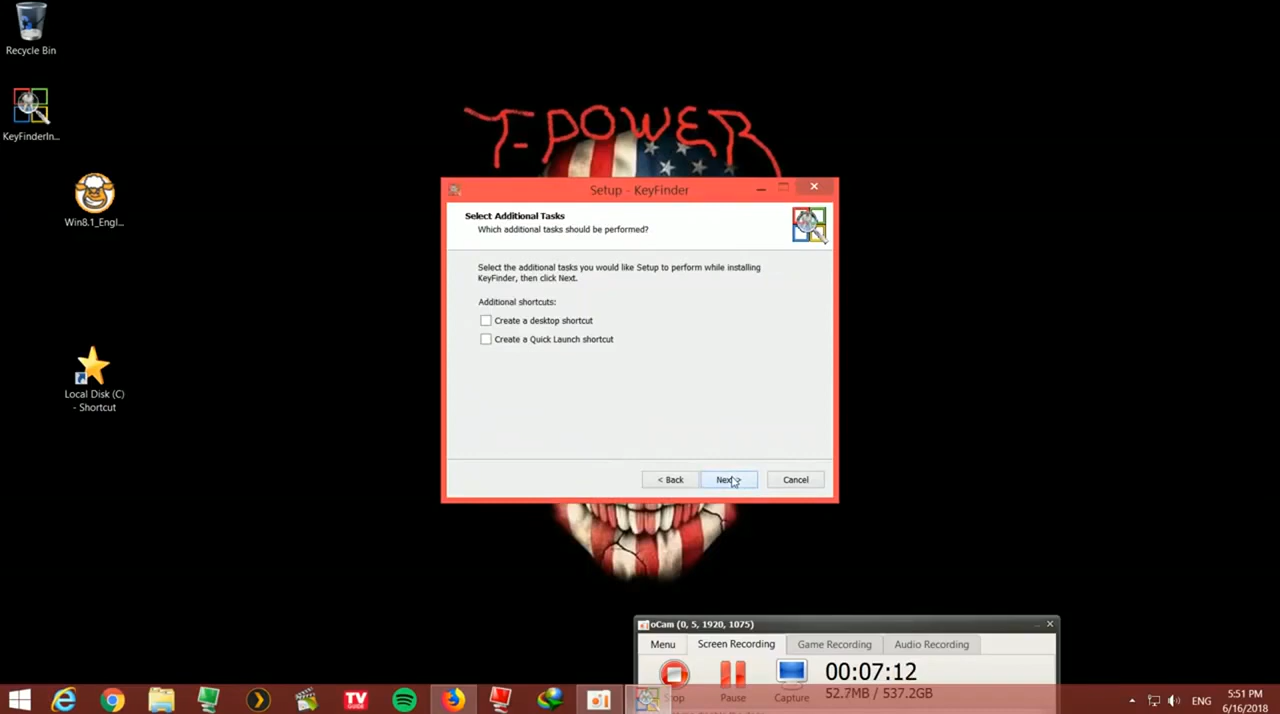 Recycle Bin
KeyFinderIn...
Win8.1_Engl...
Local Disk (C)
- Shortcut
T-POWER
Setup - KeyFinder
Select Additional Tasks
Which additional tasks should be performed?
Select the additional tasks you would like Setup to perform while installing
KeyFinder, then click Next.
Additional shortcuts:
Create a desktop shortcut
Create a Quick Launch shortcut
< Back
Next >
Cancel
oCam (0, 5, 1920, 1075)
Menu
Screen Recording
Game Recording
Audio Recording
Stop
Pause
Capture
00:07:12
52.7MB / 537.2GB
TV
ENG
5:51 PM
6/16/2018